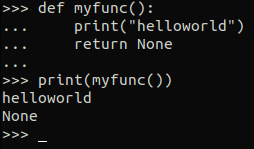 >>> def myfunc():
...     print("helloworld")
...     return None
...
>>> print(myfunc())
helloworld
None
>>> _